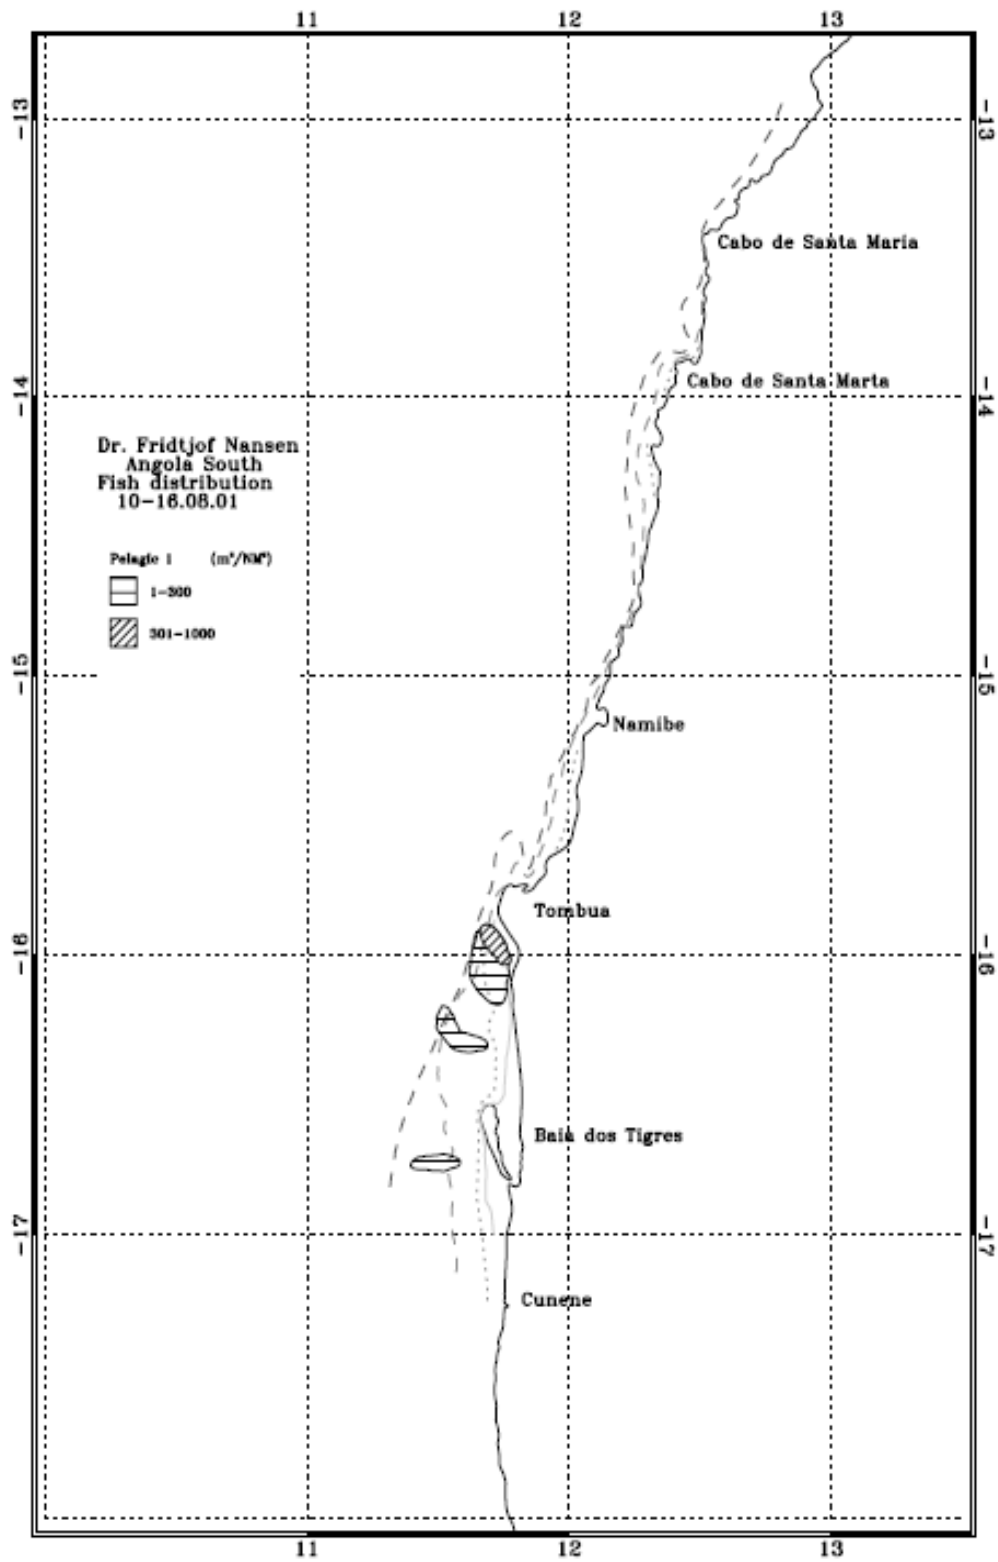 11 12 13
-13 -13
Cabo de Santa Maria
Cabo de Santa Marta
-14 -14
Dr. Fridtjof Nansen
Angola South
Fish distribution
10-16.08.01
Pelagic 1 (m²/NM²)
1-300
301-1000
-15 -15
Namibe
Tombua
-16 -16
Baia dos Tigres
-17 -17
Cunene
11 12 13